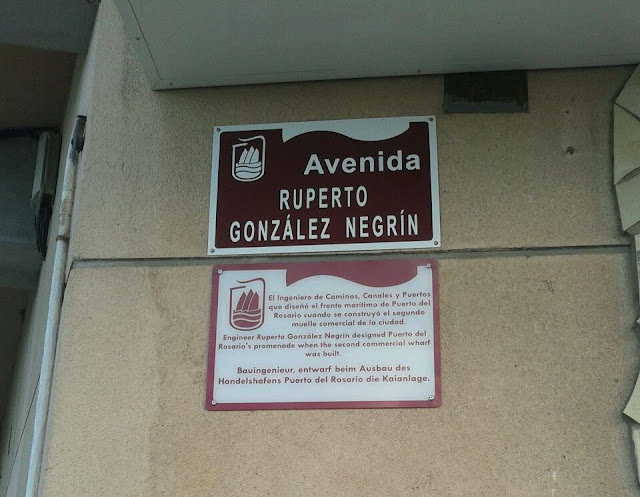 Avenida
RUPERTO
GONZÁLEZ NEGRÍN
El Ingeniero de Caminos, Canales y Puertos
que diseñó el frente marítimo de Puerto del
Rosario cuando se construyó el segundo
muelle comercial de la ciudad.
Engineer Ruperto González Negrín designed Puerto del
Rosario's promenade when the second commercial wharf
was built.
Bauingenieur, entwarf beim Ausbau des
Handelshafens Puerto del Rosario die Kaianlage.